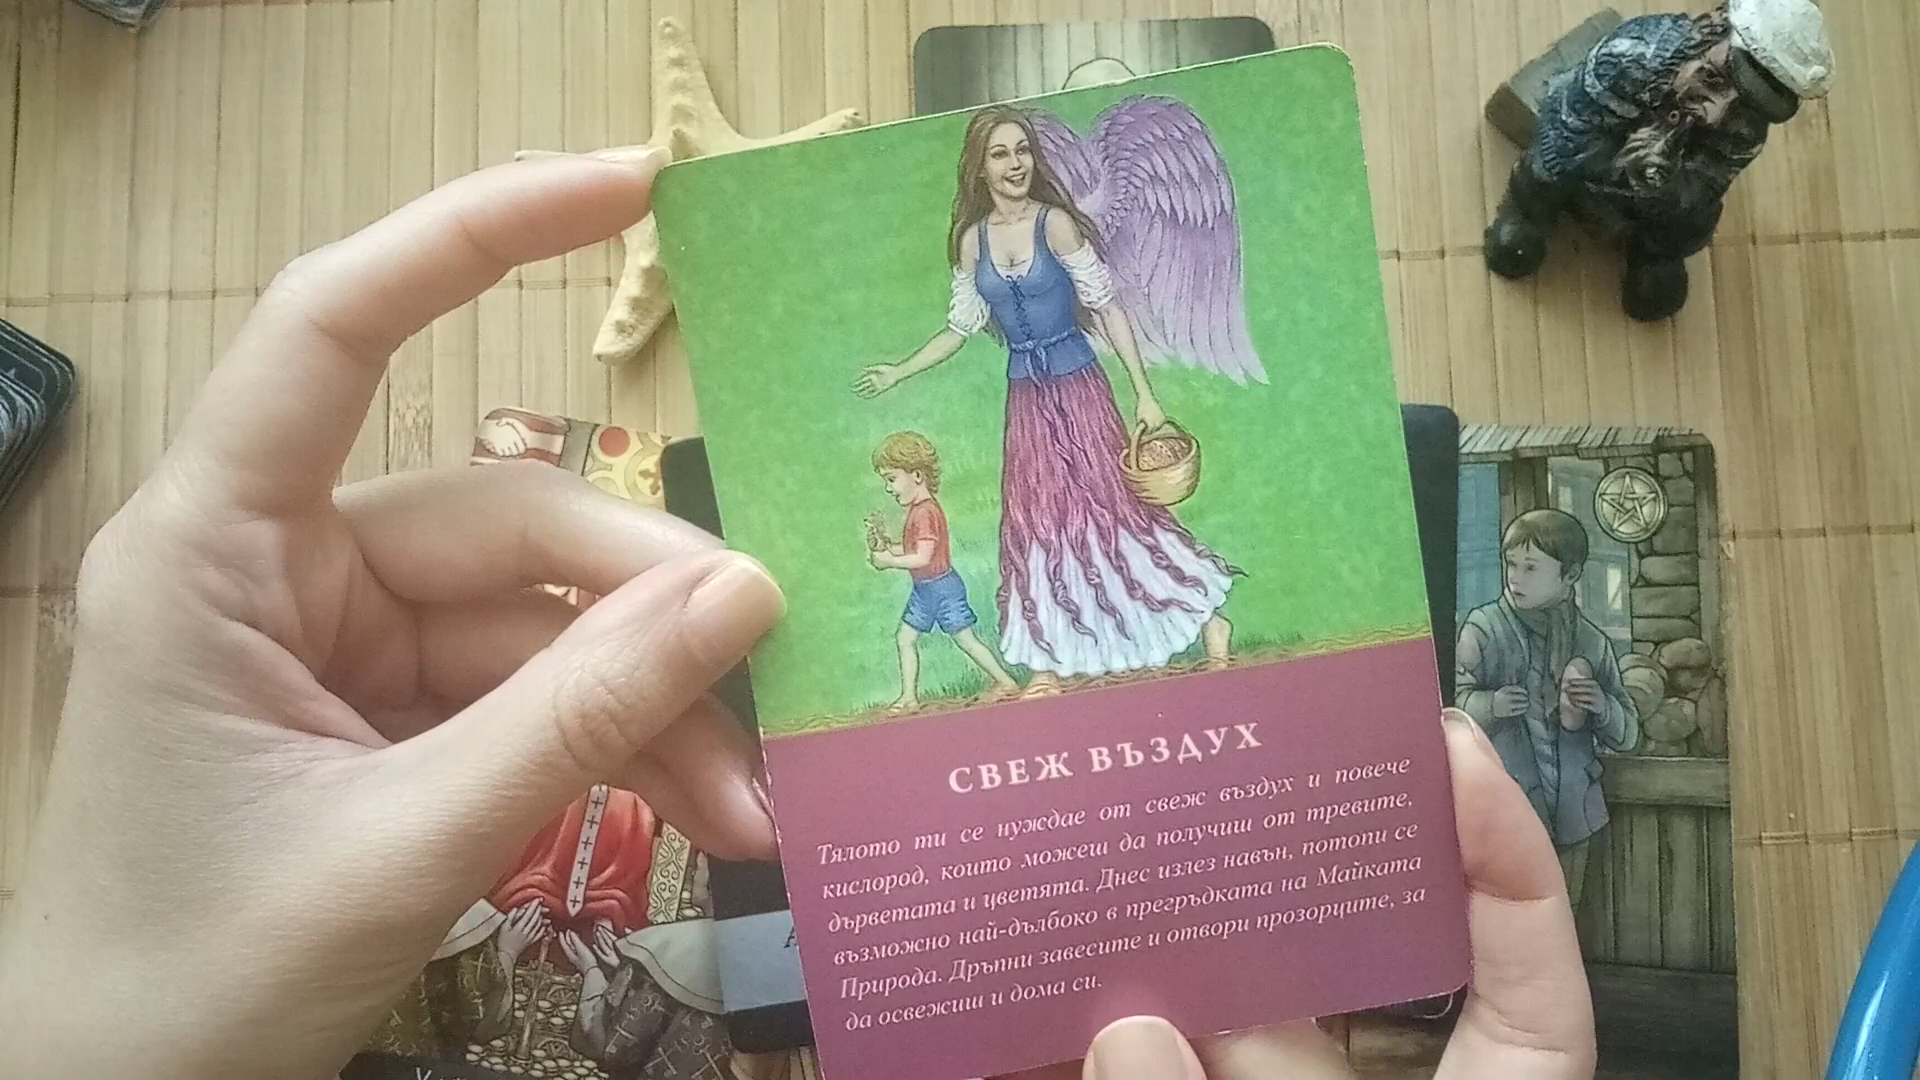 СВЕЖ ВЪЗДУХ
Тялото ти се нуждае от свеж въздух и повече
кислород, които можеш да получиш от тревите,
дърветата и цветята. Днес излез навън, потопи се
възможно най-дълбоко в прегръдката на Майката
Природа. Дръпни завесите и отвори прозорците, за
да освежиш и дома си.